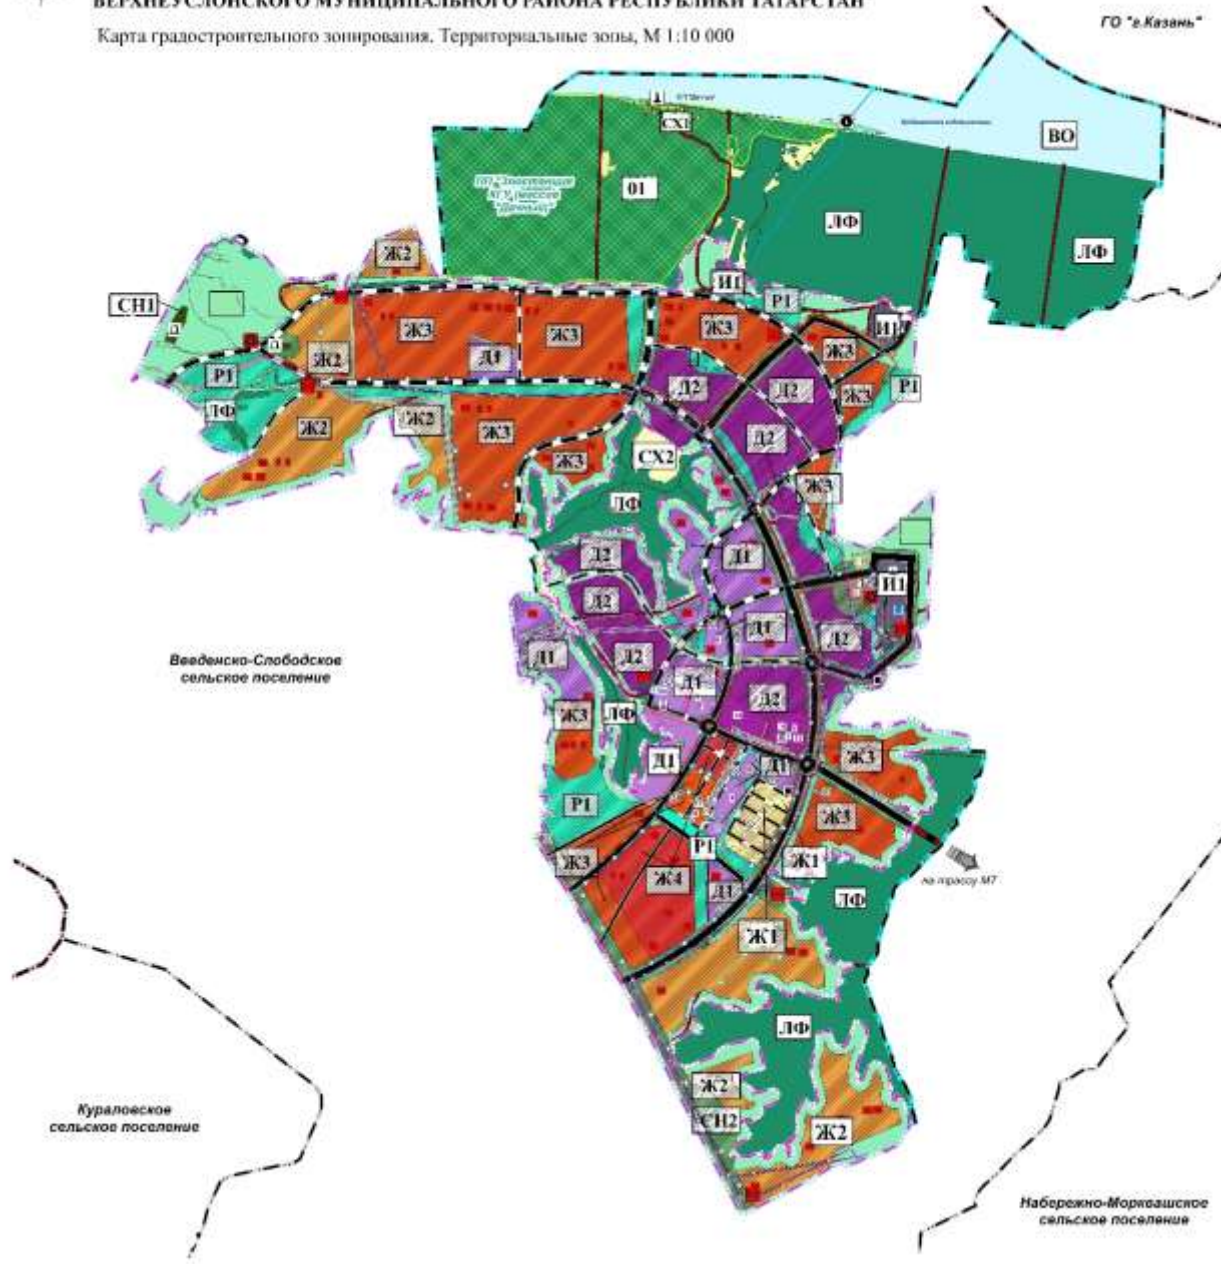 ВЕРХНЕУСЛОНСКОГО МУНИЦИПАЛЬНОГО РАЙОНА РЕСПУБЛИКИ ТАТАРСТАН
ГО "г.Казань"
Карта градостроительного зонирования. Территориальные зоны, М 1:10 000
СХ1
ВО
01
ЛФ
ЛФ
Ж2
И1
СН1
Р1
Ж3
Ж3
Ж3
И1
Д1
Ж2
Ж3
Р1
Д2
Д2
Р1
Ж3
ЛФ
Ж2
Ж2
Ж3
Д2
Ж3
СХ2
Ж3
ЛФ
Д2
Д1
И1
Д2
Д1
Д2
Введенско-Слободское
сельское поселение
Д1
Д2
Д1
Д2
Ж3
ЛФ
Д1
Д1
Ж3
Р1
Ж3
Р1
Ж3
Ж4
Ж1
на трассу М7
Д1
ЛФ
Ж1
ЛФ
Ж2
Кураловское
сельское поселение
СН2
Ж2
Набережно-Морквашское
сельское поселение